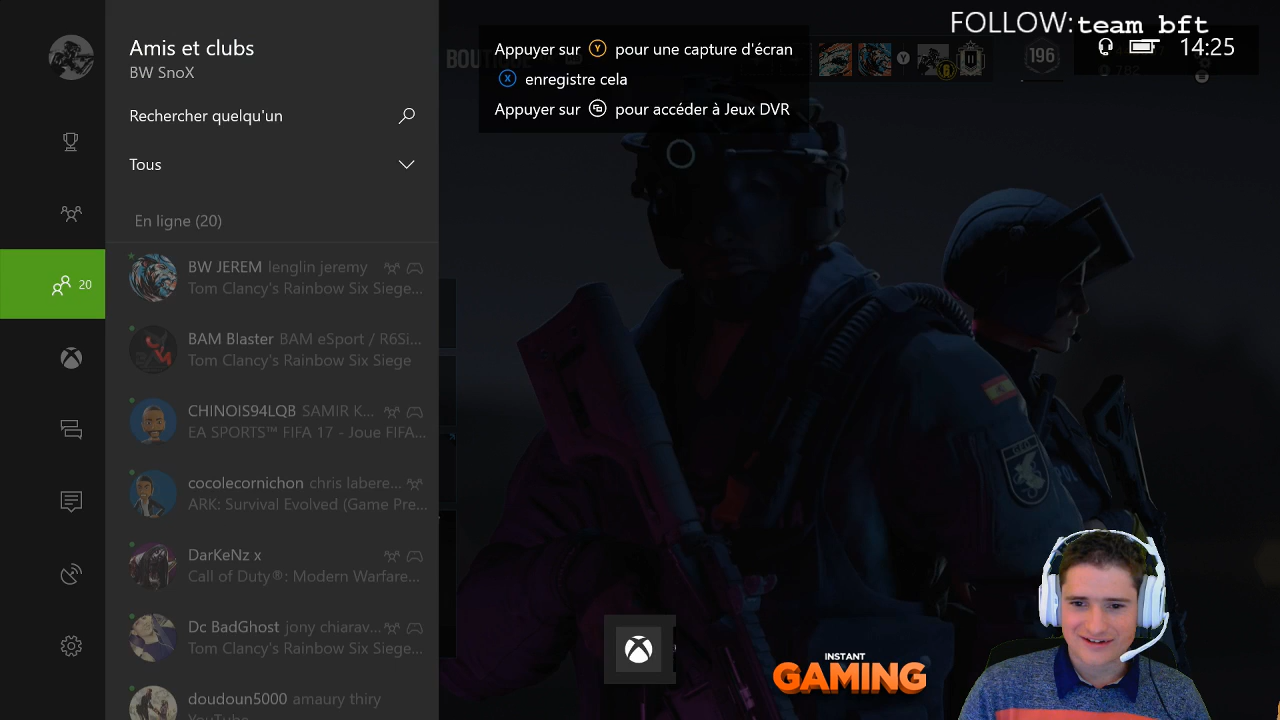 Amis et clubs
BW SnoX
Rechercher quelqu'un
Tous
En ligne (20)
20
BW JEREM lenglin jeremy
Tom Clancy's Rainbow Six Siege...
BAM Blaster BAM eSport / R6Si...
Tom Clancy's Rainbow Six Siege
CHINOIS94LQB SAMIR K...
EA SPORTS™ FIFA 17 - Joue FIFA...
cocolecornichon chris labere...
ARK: Survival Evolved (Game Pre...
DarKeNz x
Call of Duty®: Modern Warfare...
Dc BadGhost jony chiarav...
Tom Clancy's Rainbow Six Siege...
doudoun5000 amaury thiry
YouTube
Appuyer sur Y pour une capture d'écran
X enregistre cela
Appuyer sur pour accéder à Jeux DVR
FOLLOW:team bft
14:25
Y
196
GEO
INSTANT
GAMING